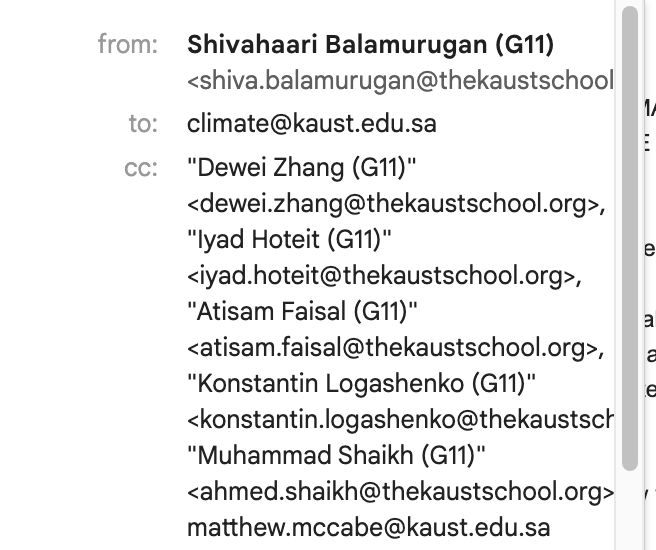 from: Shivahaari Balamurugan (G11)
<shiva.balamurugan@thekaustschool
to: climate@kaust.edu.sa
cc: "Dewei Zhang (G11)"
<dewei.zhang@thekaustschool.org>,
"Iyad Hoteit (G11)"
<iyad.hoteit@thekaustschool.org>,
"Atisam Faisal (G11)"
<atisam.faisal@thekaustschool.org>,
"Konstantin Logashenko (G11)"
<konstantin.logashenko@thekaustsch
"Muhammad Shaikh (G11)"
<ahmed.shaikh@thekaustschool.org>
matthew.mccabe@kaust.edu.sa